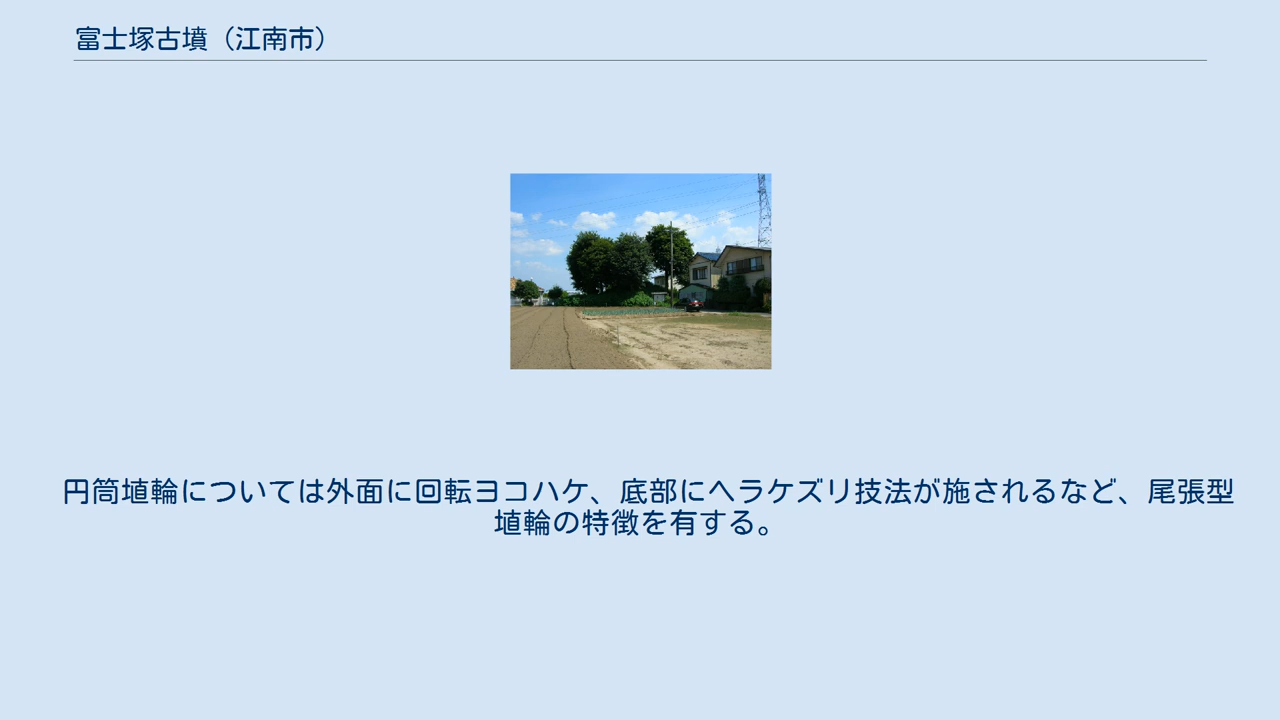 富士塚古墳（江南市）
円筒埴輪については外面に回転ヨコハケ、底部にヘラケズリ技法が施されるなど、尾張型
埴輪の特徴を有する。